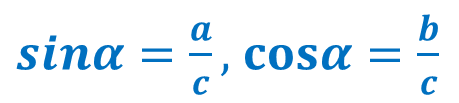 sinα = a/c, cosα = b/c